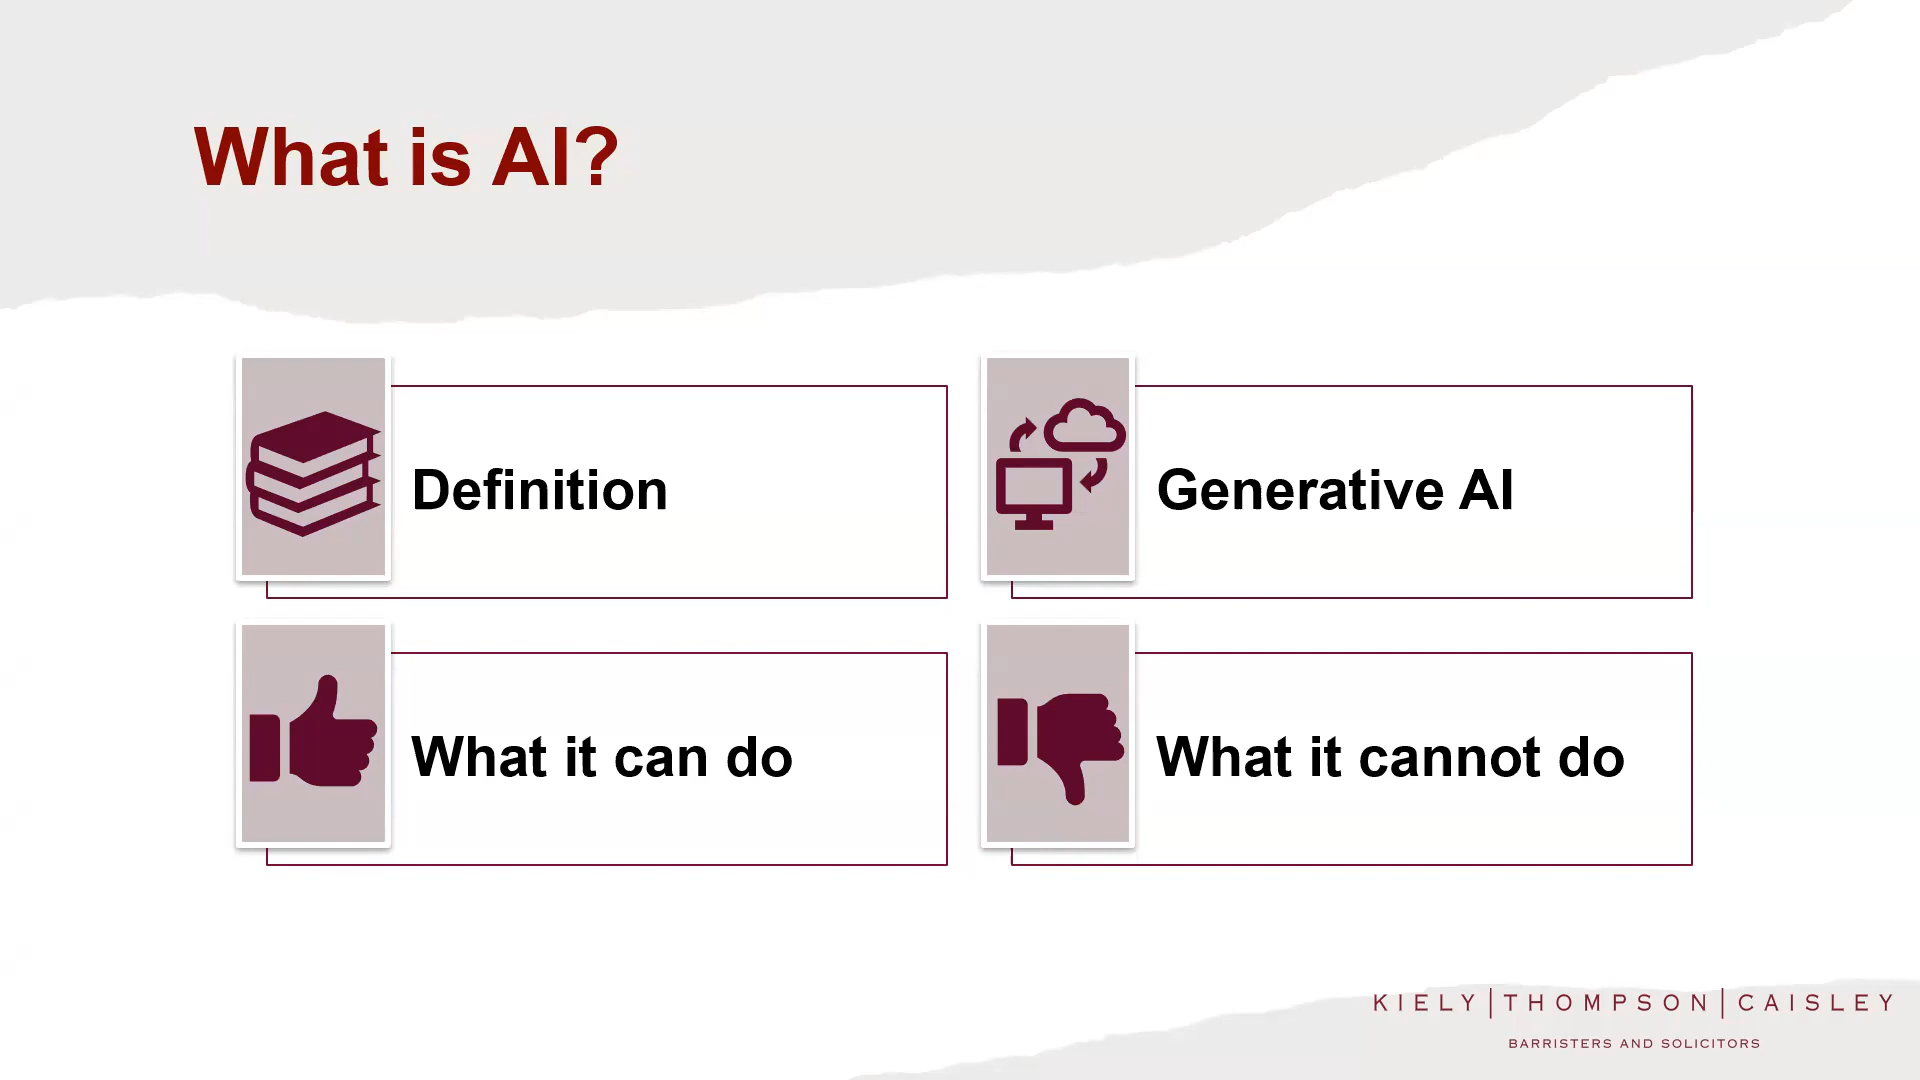 What is AI?
Definition
Generative AI
What it can do
What it cannot do
KIELY|THOMPSON|CAISLEY
BARRISTERS AND SOLICITORS